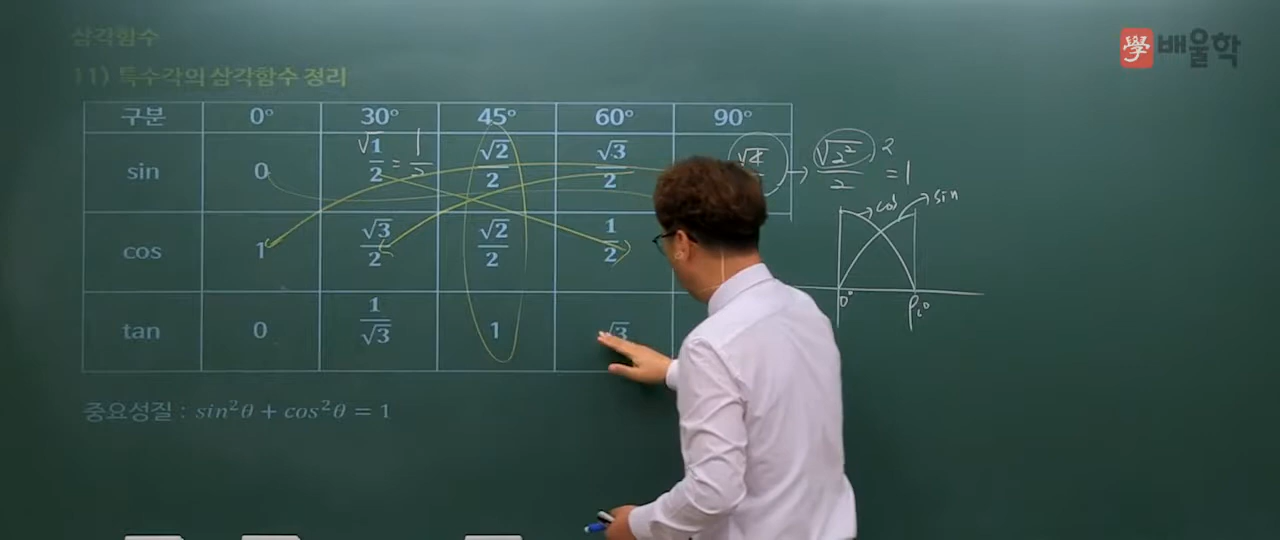 삼각함수
學 배울학
11) 특수각의 삼각함수 정리
구분 0° 30° 45° 60° 90°
sin 0 √1/2 = 1/2 √2/2 √3/2 √4 → √2²/2 = 1
cos sin
cos 1 √3/2 √2/2 1/2
tan 0 1/√3 1 √3
0° 90°
중요성질 : sin²θ + cos²θ = 1